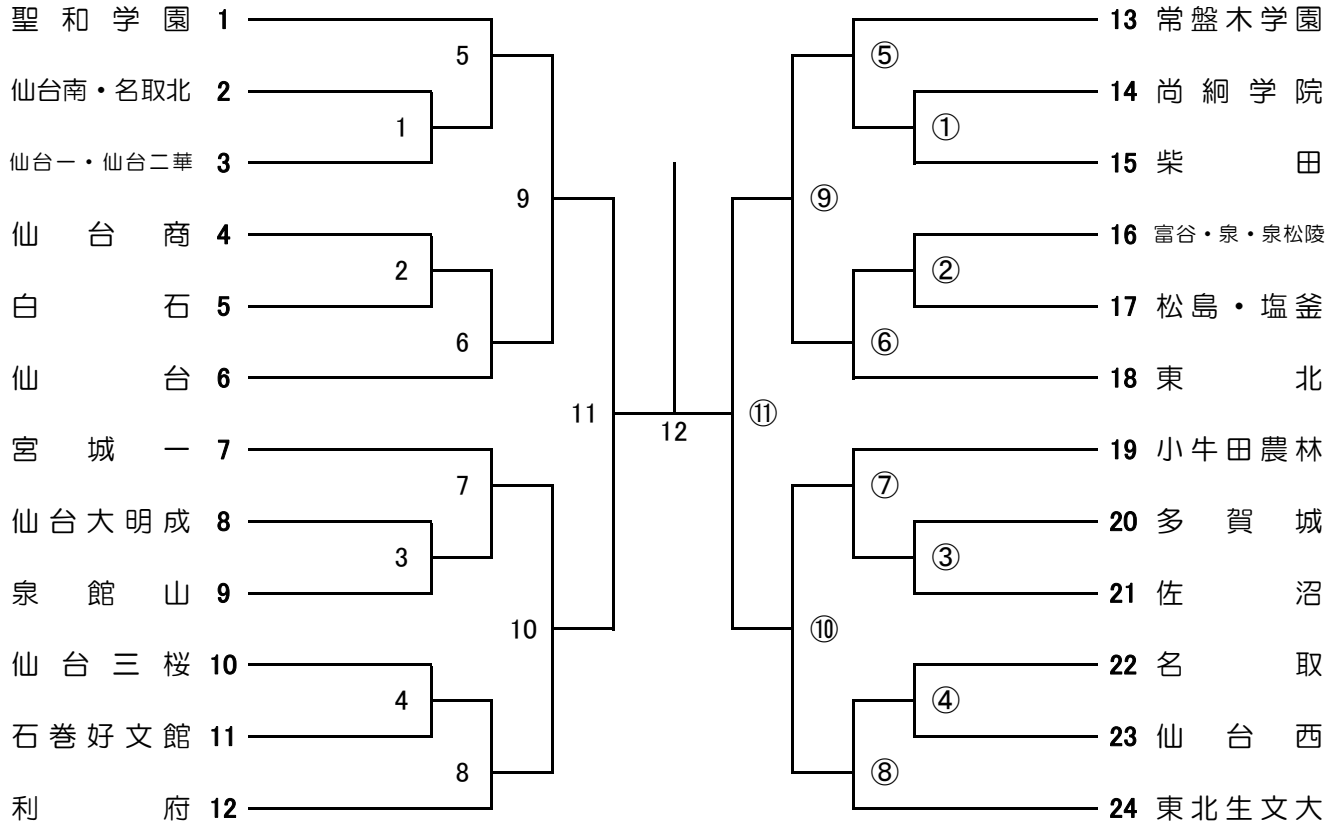 聖和学園 1
5
仙台南・名取北 2
1
仙台一・仙台二華 3
9
仙台商 4
2
白石 5
6
仙台 6
11
宮城一 7
7
仙台大明成 8
3
泉館山 9
10
仙台三桜 10
4
石巻好文館 11
8
利府 12
12
13 常盤木学園
⑤
14 尚絅学院
①
15 柴田
⑨
16 富谷・泉・泉松陵
②
17 松島・塩釜
⑥
18 東北
⑪
19 小牛田農林
⑦
20 多賀城
③
21 佐沼
⑩
22 名取
④
23 仙台西
⑧
24 東北生文大